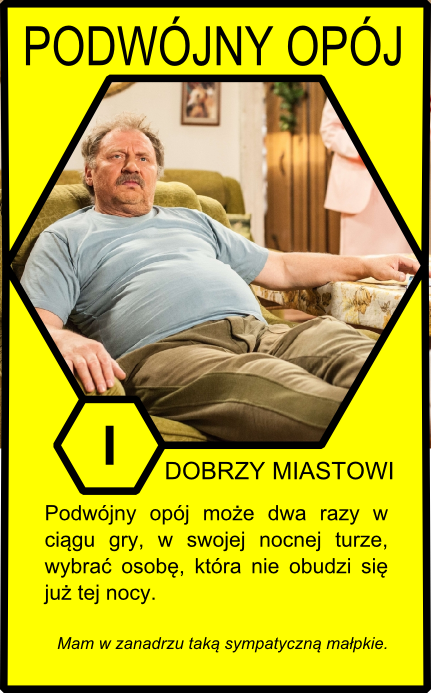 PODWÓJNY OPÓJ
I
DOBRZY MIASTOWI
Podwójny opój może dwa razy w
ciągu gry, w swojej nocnej turze,
wybrać osobę, która nie obudzi się
już tej nocy.
Mam w zanadrzu taką sympatyczną małpkie.